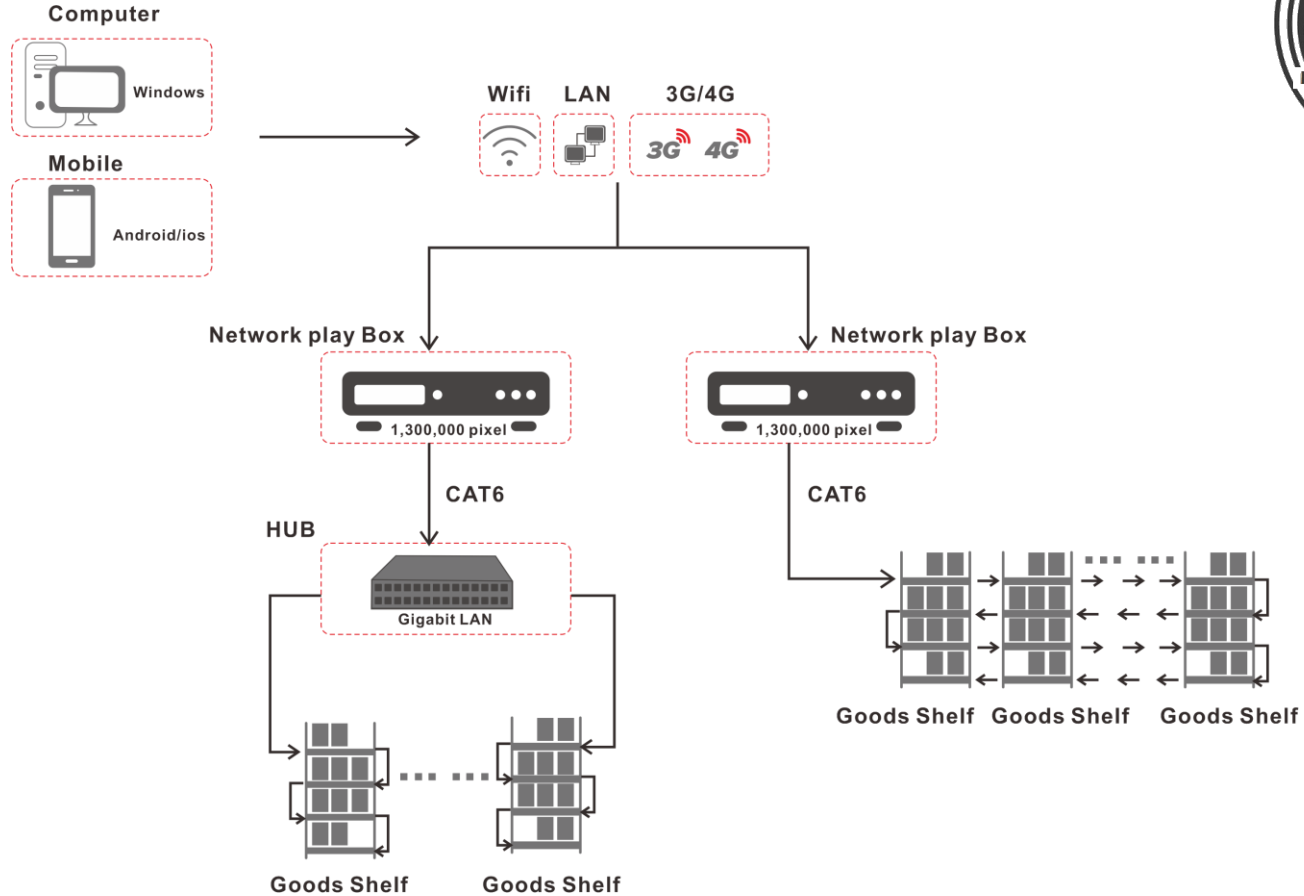 Computer
Windows
Mobile
Android/ios
Wifi
LAN
3G/4G
3G
4G
Network play Box
1,300,000 pixel
Network play Box
1,300,000 pixel
CAT6
CAT6
HUB
Gigabit LAN
Goods Shelf
Goods Shelf
Goods Shelf
Goods Shelf
Goods Shelf